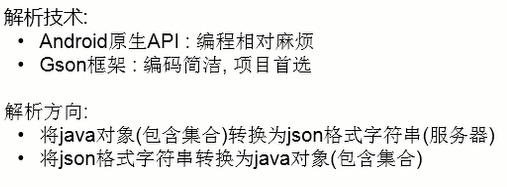 解析技术:
• Android原生API : 编程相对麻烦
• Gson框架 : 编码简洁, 项目首选
解析方向:
• 将java对象(包含集合)转换为json格式字符串(服务器)
• 将json格式字符串转换为java对象(包含集合)